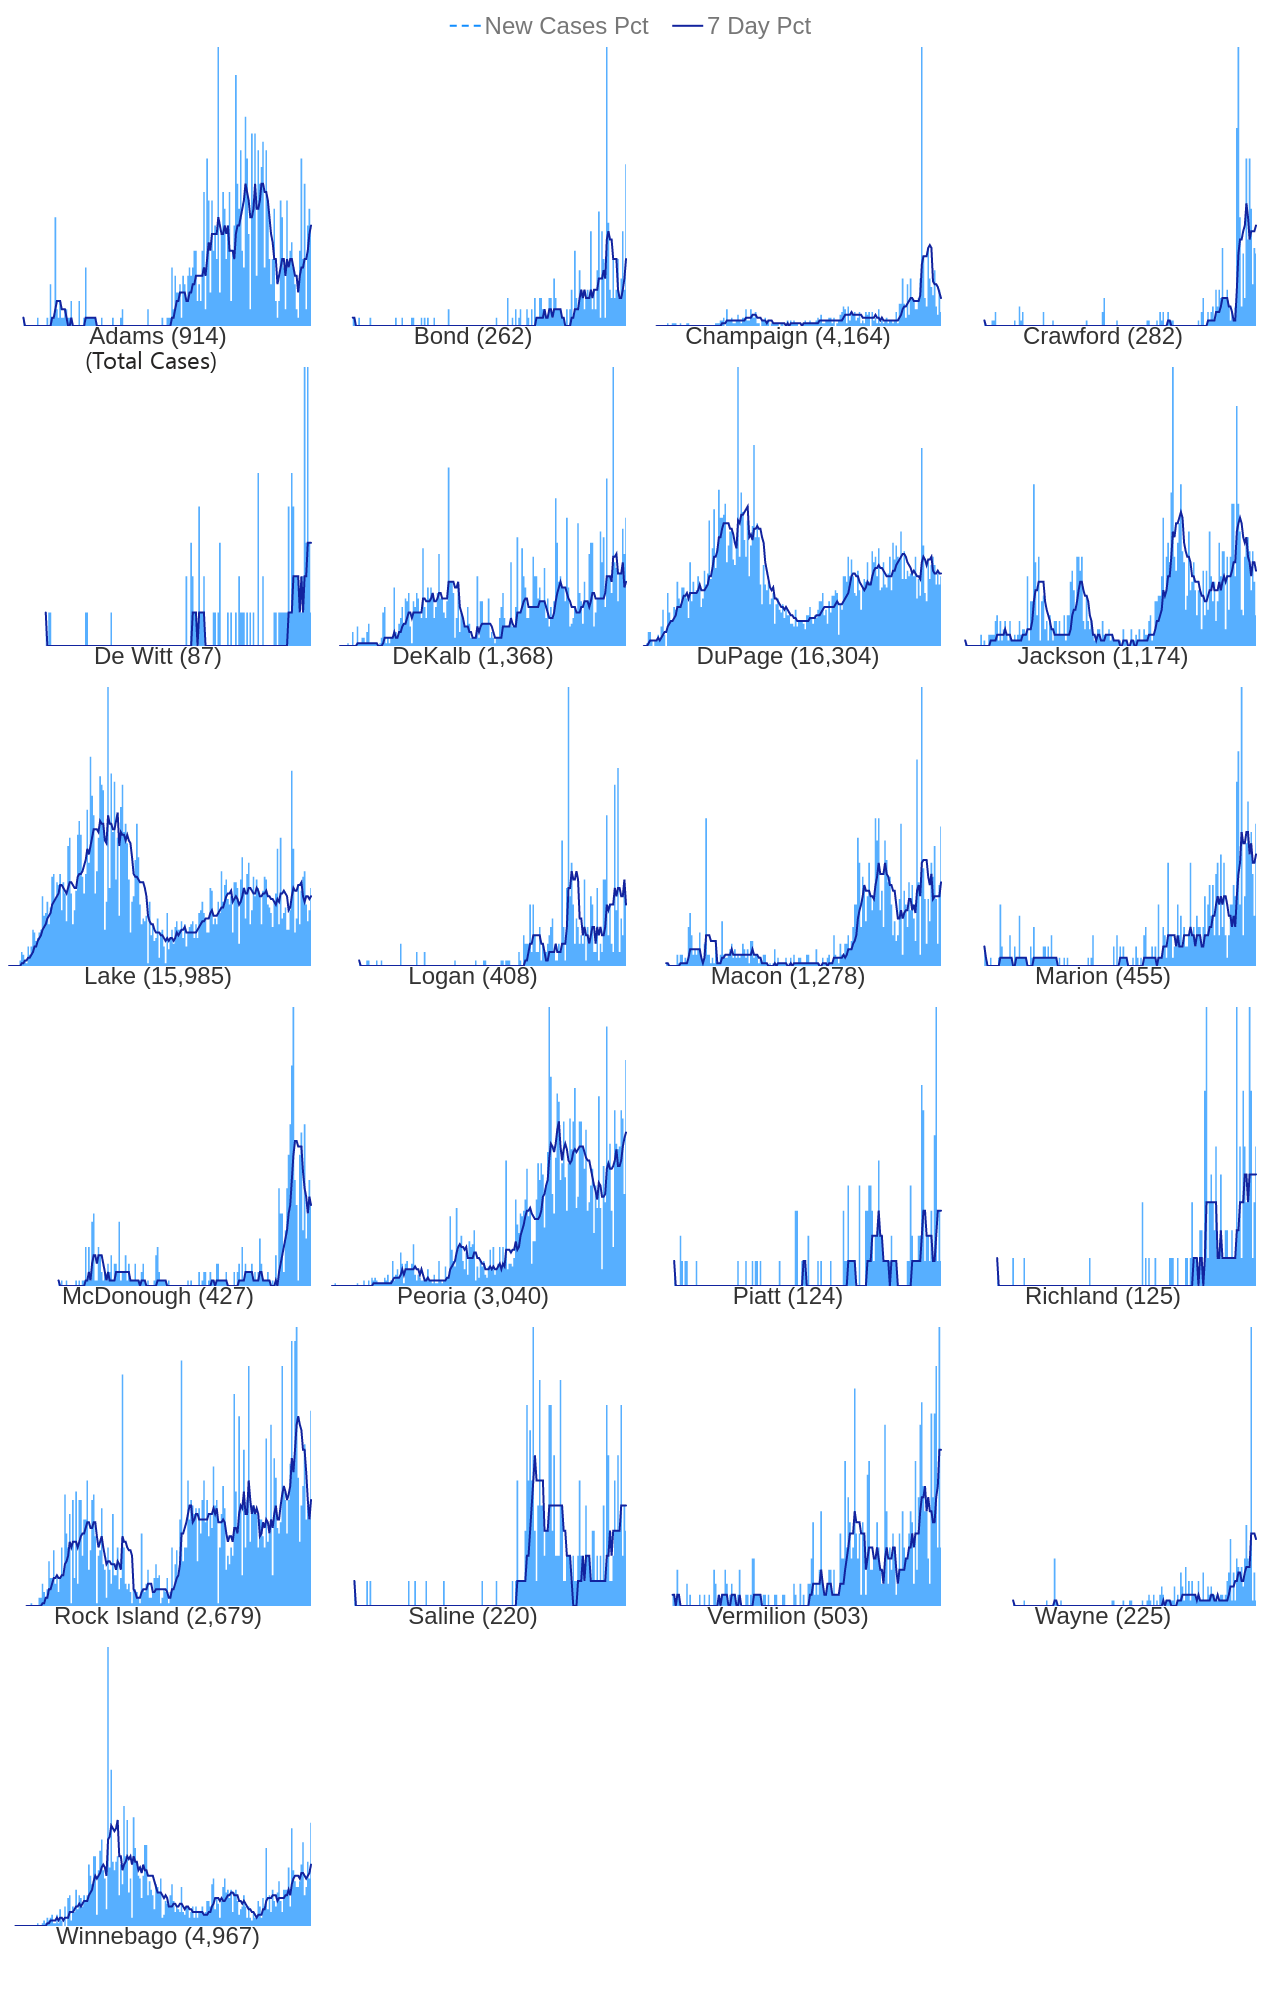 New Cases Pct 7 Day Pct
Adams (914) Bond (262) Champaign (4,164) Crawford (282)
(Total Cases)
De Witt (87) DeKalb (1,368) DuPage (16,304) Jackson (1,174)
Lake (15,985) Logan (408) Macon (1,278) Marion (455)
McDonough (427) Peoria (3,040) Piatt (124) Richland (125)
Rock Island (2,679) Saline (220) Vermilion (503) Wayne (225)
Winnebago (4,967)